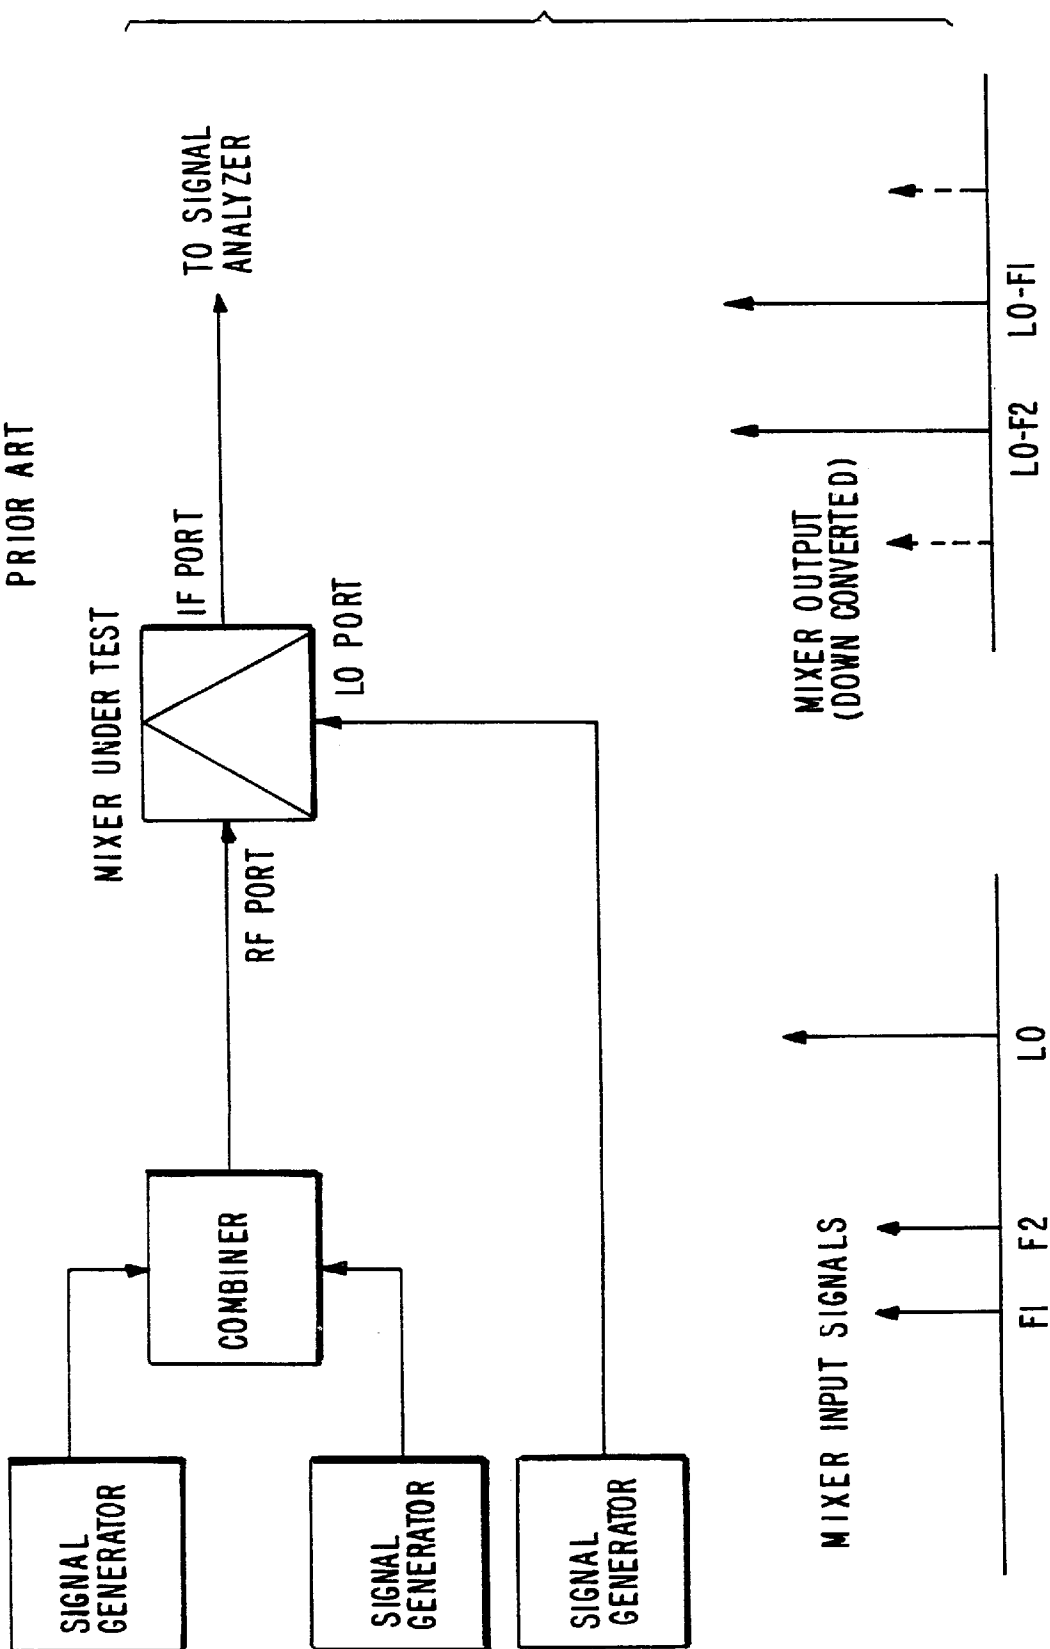 PRIOR ART
SIGNAL
GENERATOR
SIGNAL
GENERATOR
SIGNAL
GENERATOR
COMBINER
RF PORT
MIXER UNDER TEST
IF PORT
LO PORT
TO SIGNAL
ANALYZER
MIXER INPUT SIGNALS
F1
F2
LO
MIXER OUTPUT
(DOWN CONVERTED)
LO-F2
LO-F1